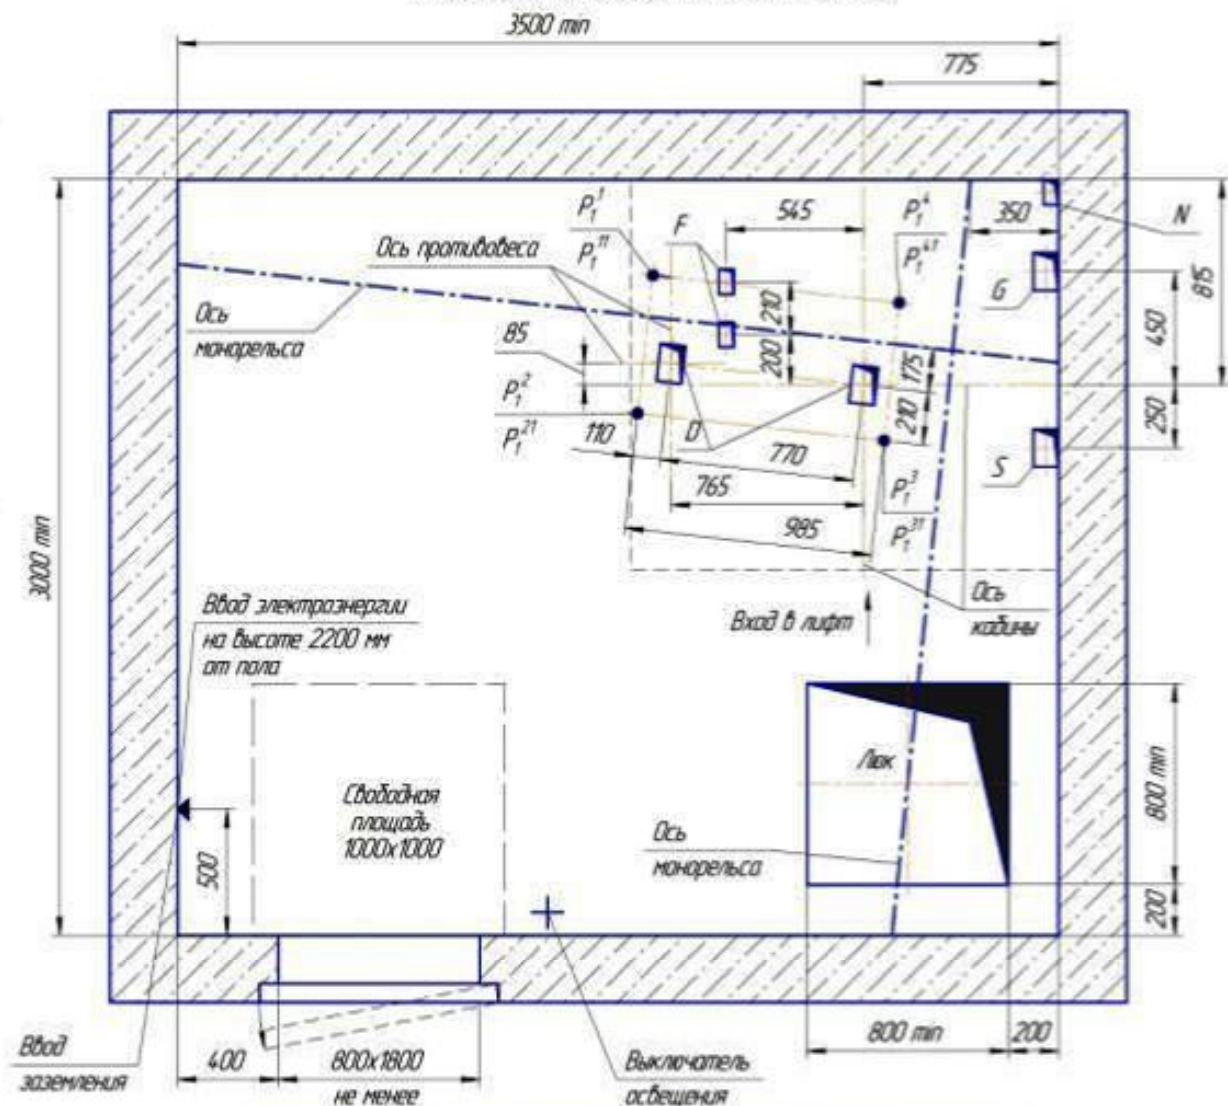 3500 min
775
P₁¹
P₁¹¹
F
545
P₁⁴
P₁⁴¹
350
N
Ось противовеса
G
815
Ось
монорельса
210
450
85
200
175
P₁²
P₁²¹
110
D
210
250
770
S
765
P₁³
985
P₁³¹
3000 min
Ввод электроэнергии
на высоте 2200 мм
от пола
Вход в лифт
Ось
кабины
Люк
800 min
Свободная
площадь
1000х1000
500
Ось
монорельса
200
Ввод
заземления
400
800х1800
не менее
Выключатель
освещения
800 min
200